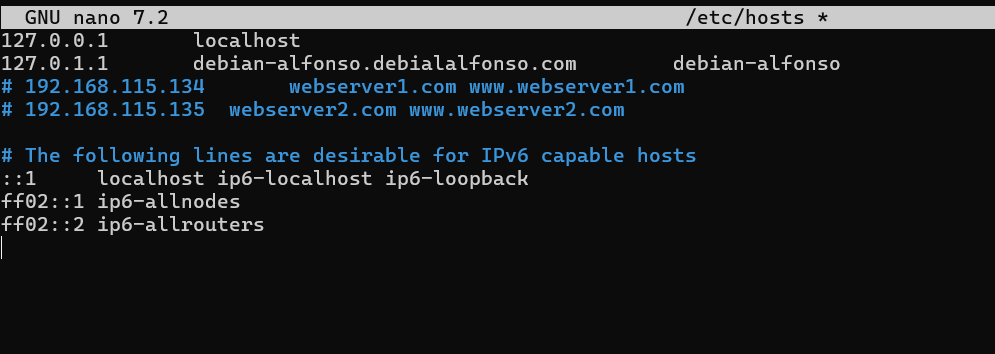 GNU nano 7.2 /etc/hosts *
127.0.0.1 localhost
127.0.1.1 debian-alfonso.debialalfonso.com debian-alfonso
# 192.168.115.134 webserver1.com www.webserver1.com
# 192.168.115.135 webserver2.com www.webserver2.com
# The following lines are desirable for IPv6 capable hosts
::1 localhost ip6-localhost ip6-loopback
ff02::1 ip6-allnodes
ff02::2 ip6-allrouters